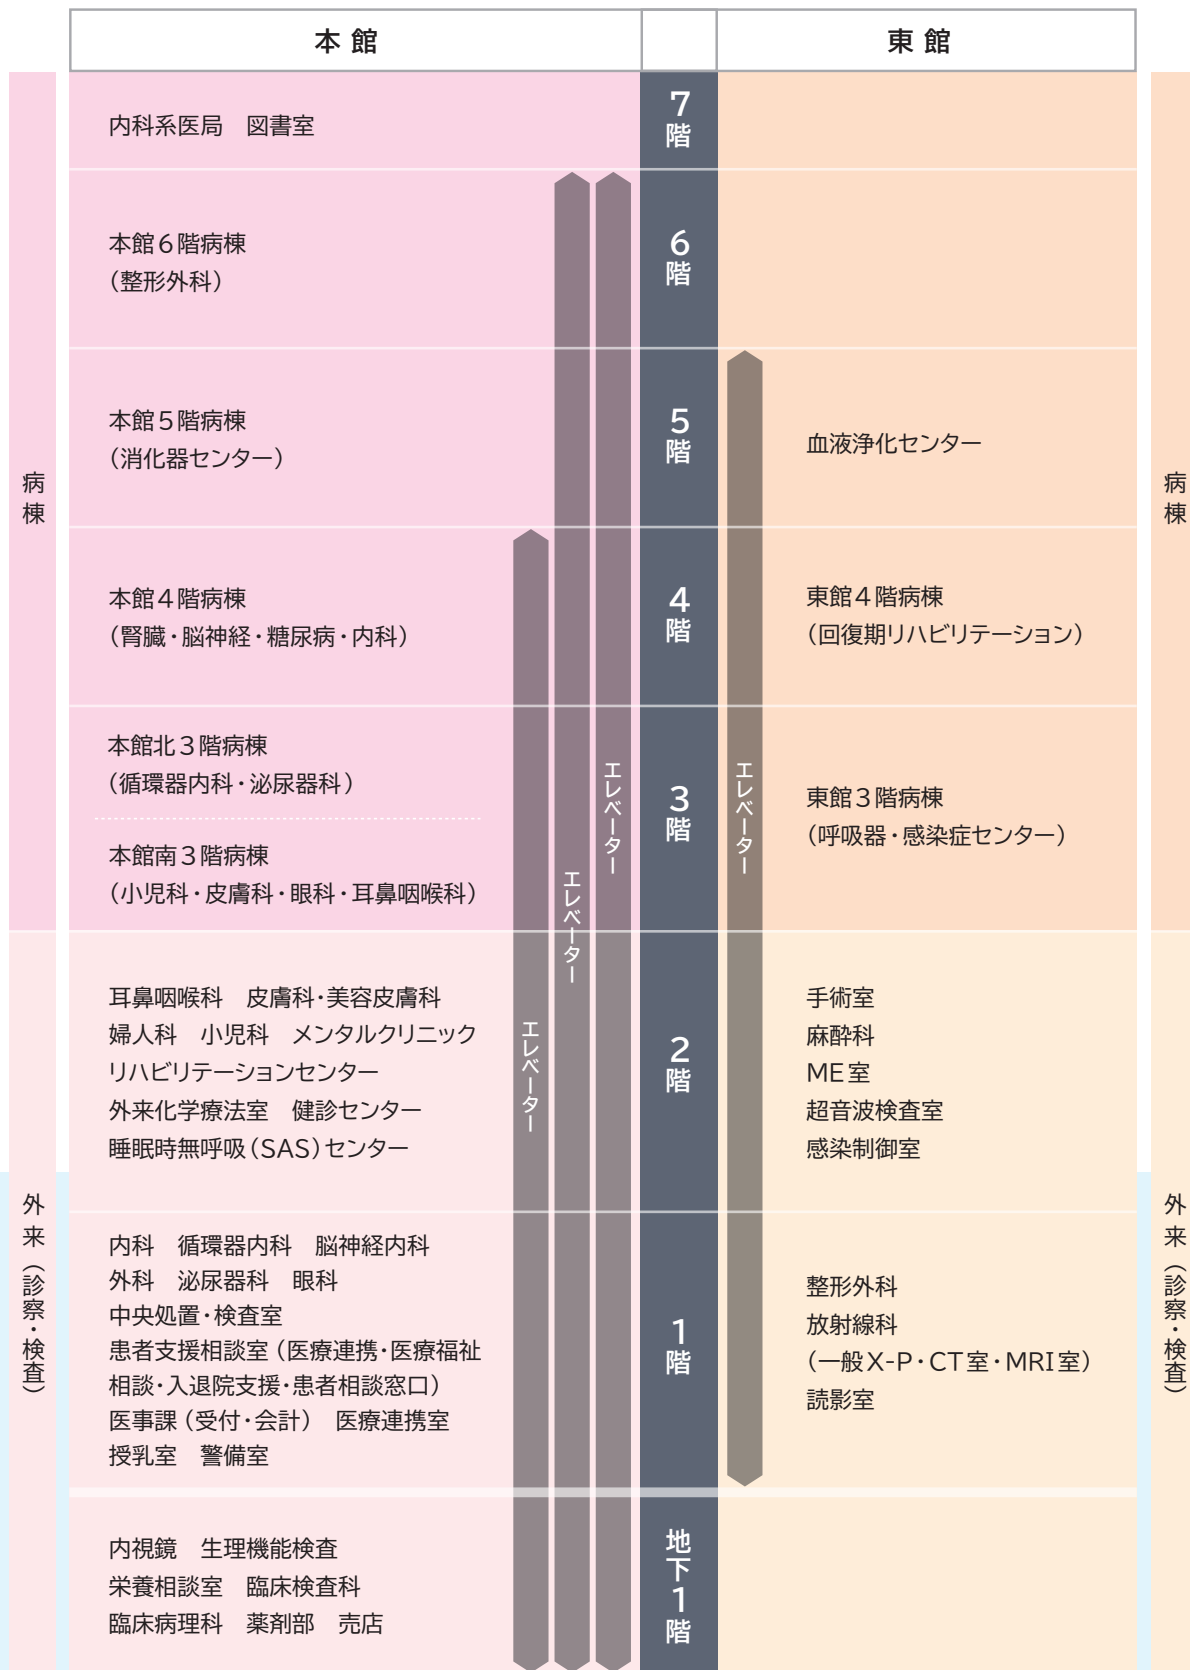 本館
東館
病棟
7階
内科系医局　図書室
6階
本館6階病棟
（整形外科）
5階
本館5階病棟
（消化器センター）
血液浄化センター
病棟
4階
本館4階病棟
（腎臓・脳神経・糖尿病・内科）
東館4階病棟
（回復期リハビリテーション）
3階
本館北3階病棟
（循環器内科・泌尿器科）
本館南3階病棟
（小児科・皮膚科・眼科・耳鼻咽喉科）
エレベーター
エレベーター
エレベーター
エレベーター
東館3階病棟
（呼吸器・感染症センター）
2階
耳鼻咽喉科　皮膚科・美容皮膚科
婦人科　小児科　メンタルクリニック
リハビリテーションセンター
外来化学療法室　健診センター
睡眠時無呼吸（SAS）センター
手術室
麻酔科
ME室
超音波検査室
感染制御室
外来（診察・検査）
1階
内科　循環器内科　脳神経内科
外科　泌尿器科　眼科
中央処置・検査室
患者支援相談室（医療連携・医療福祉
相談・入退院支援・患者相談窓口）
医事課（受付・会計）　医療連携室
授乳室　警備室
整形外科
放射線科
（一般X-P・CT室・MRI室）
読影室
外来（診察・検査）
地下1階
内視鏡　生理機能検査
栄養相談室　臨床検査科
臨床病理科　薬剤部　売店